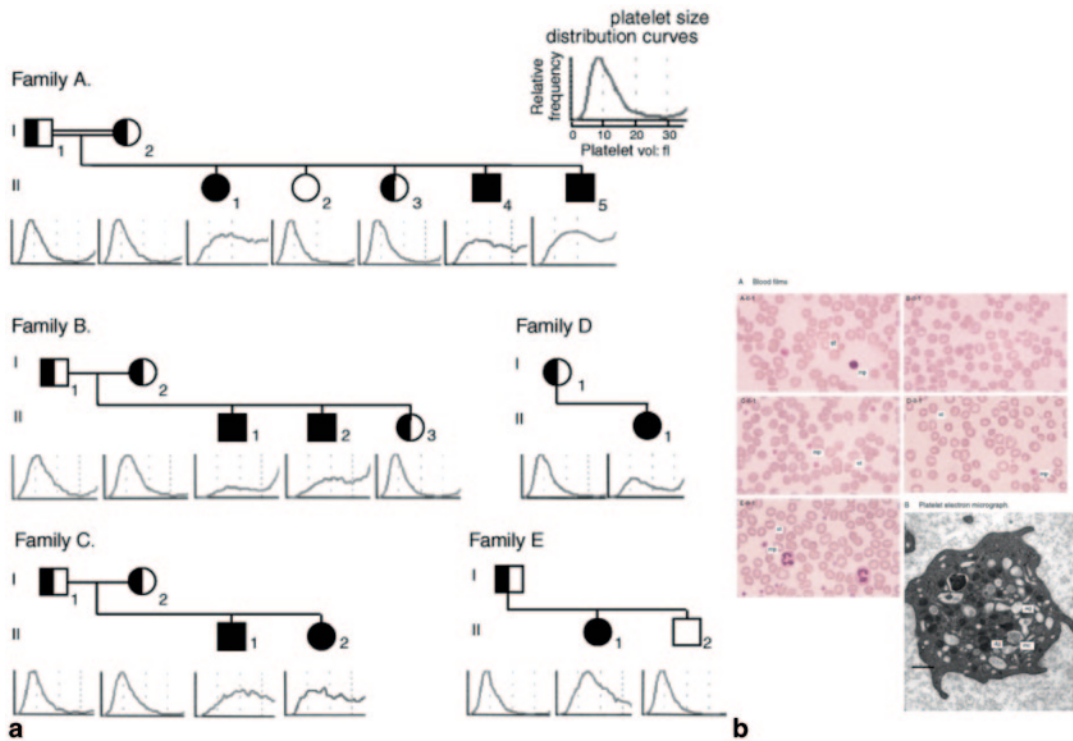 platelet size
distribution curves
Relative
frequency
0 10 20 30
Platelet vol: fl
Family A.
I
1
2
II
1
2
3
4
5
Family B.
I
1
2
II
1
2
3
Family D
I
1
II
1
Family C.
I
1
2
II
1
2
Family E
I
1
II
1
2
a
A Blood films
B Platelet electron micrograph.
b